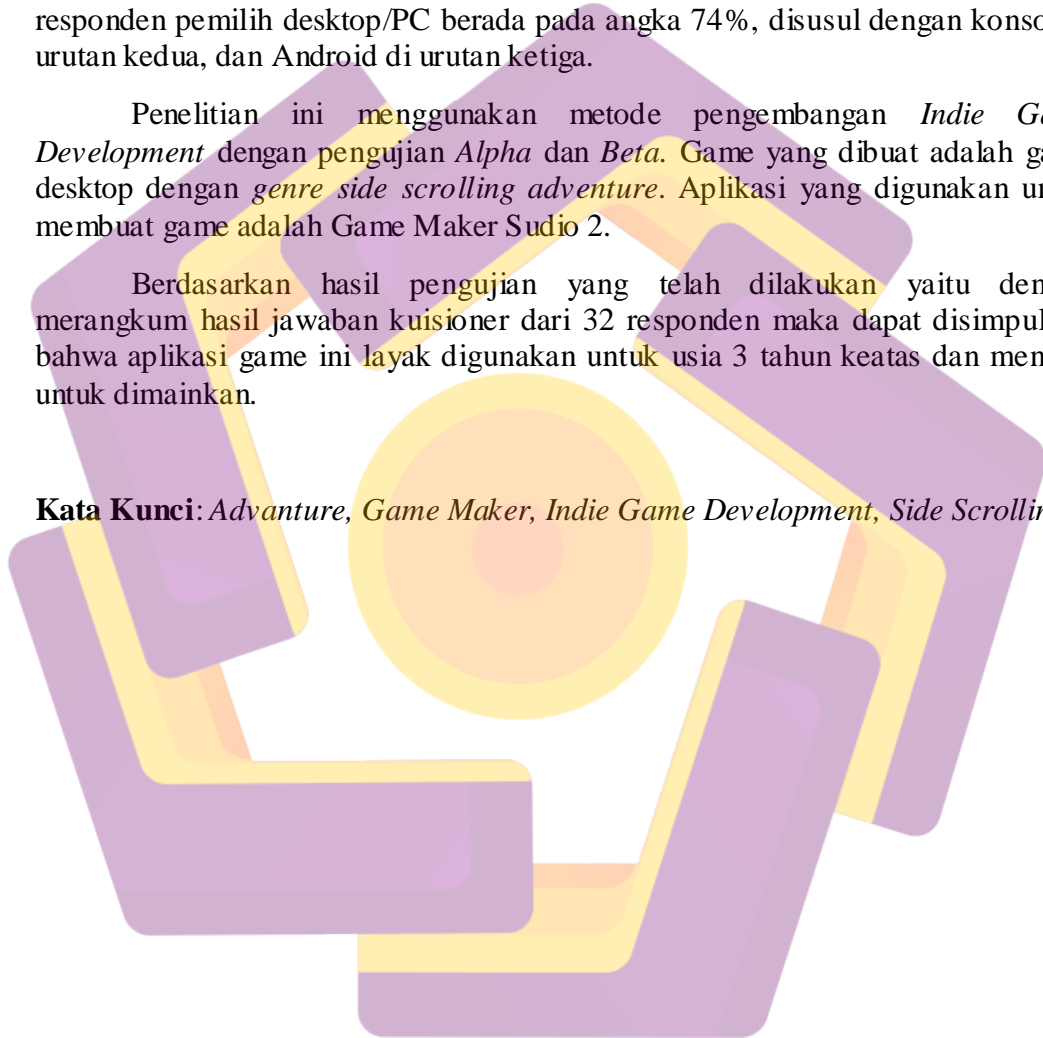 responden pemilih desktop/PC berada pada angka 74%, disusul dengan konso
urutan kedua, dan Android di urutan ketiga.
Penelitian ini menggunakan metode pengembangan Indie Ga
Development dengan pengujian Alpha dan Beta. Game yang dibuat adalah ga
desktop dengan genre side scrolling adventure. Aplikasi yang digunakan un
membuat game adalah Game Maker Sudio 2.
Berdasarkan hasil pengujian yang telah dilakukan yaitu den
merangkum hasil jawaban kuisioner dari 32 responden maka dapat disimpul
bahwa aplikasi game ini layak digunakan untuk usia 3 tahun keatas dan men
untuk dimainkan.
Kata Kunci: Advanture, Game Maker, Indie Game Development, Side Scrollin